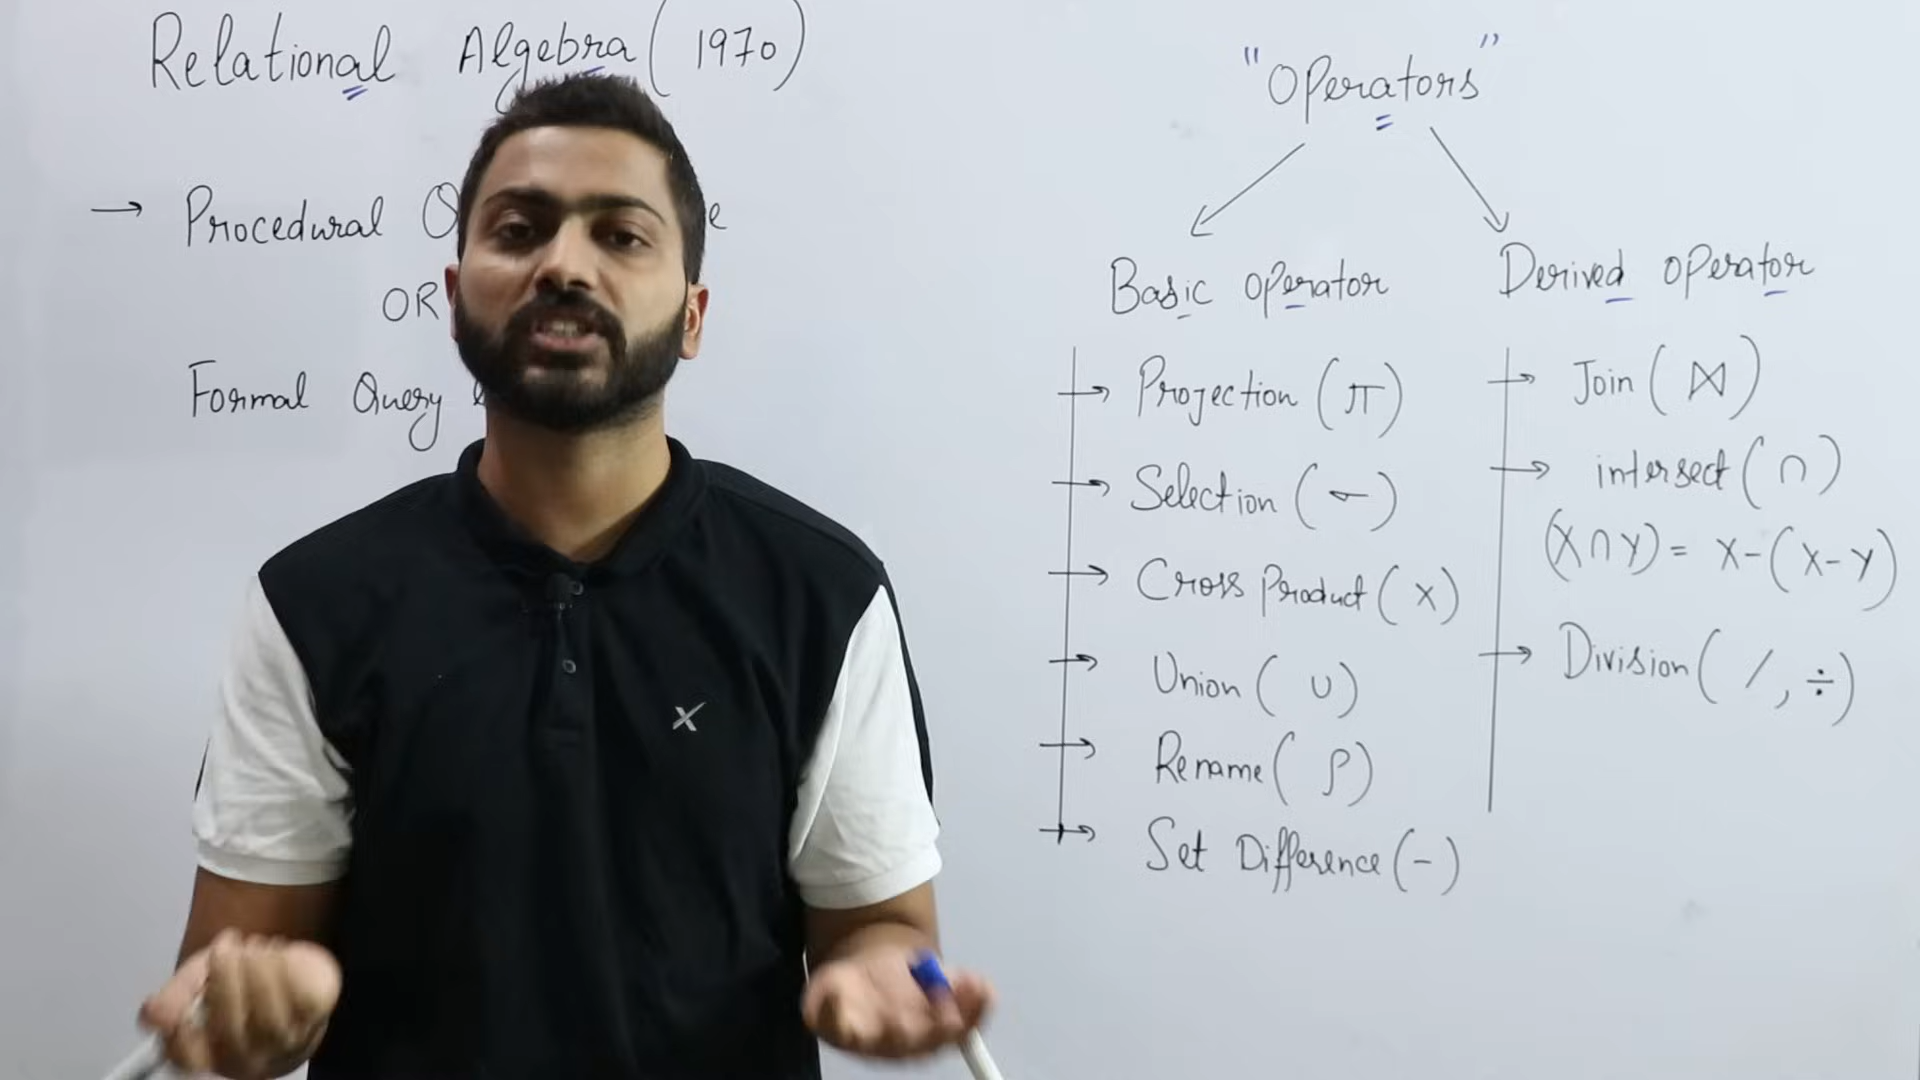 Relational Algebra (1970)
→ Procedural
OR
Formal Query
"Operators"
Basic operator
→ Projection (π)
→ Selection (σ)
→ Cross Product (X)
→ Union (∪)
→ Rename (ρ)
→ Set Difference (-)
Derived operator
→ Join (⋈)
→ intersect (∩)
(X∩Y) = X-(X-Y)
→ Division (/, ÷)
X